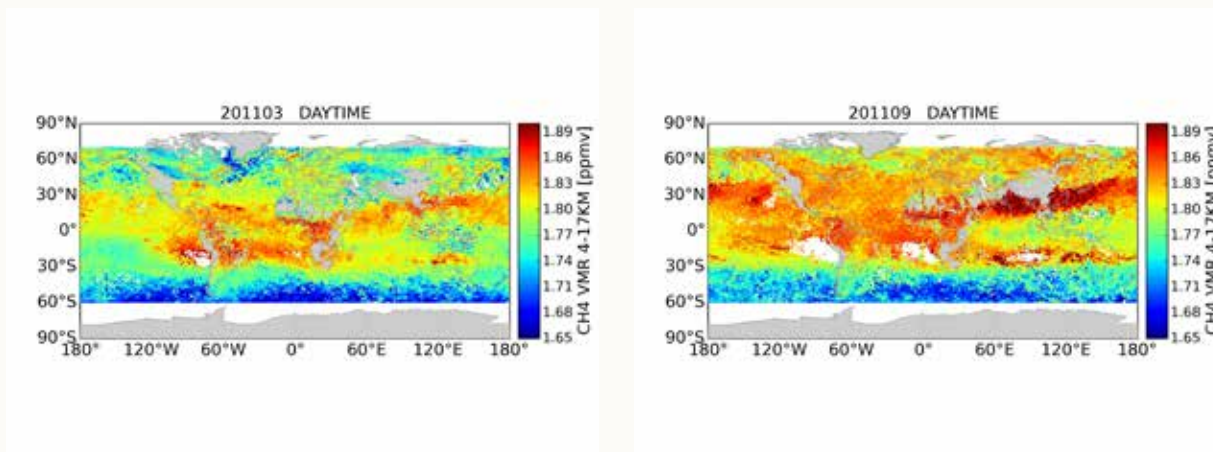 201103 DAYTIME
90°N
60°N
30°N
0°
30°S
60°S
90°S
180° 120°W 60°W 0° 60°E 120°E 180°
1.89
1.86
1.83
1.80
1.77
1.74
1.71
1.68
1.65
CH4 VMR 4-17KM [ppmv]
201109 DAYTIME
90°N
60°N
30°N
0°
30°S
60°S
90°S
180° 120°W 60°W 0° 60°E 120°E 180°
1.89
1.86
1.83
1.80
1.77
1.74
1.71
1.68
1.65
CH4 VMR 4-17KM [ppmv]